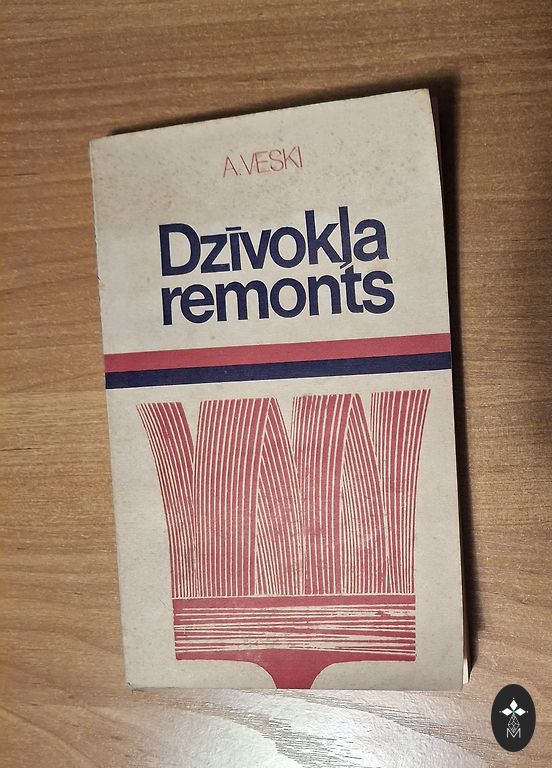 A. VESKI
Dzīvokļa
remonts
M